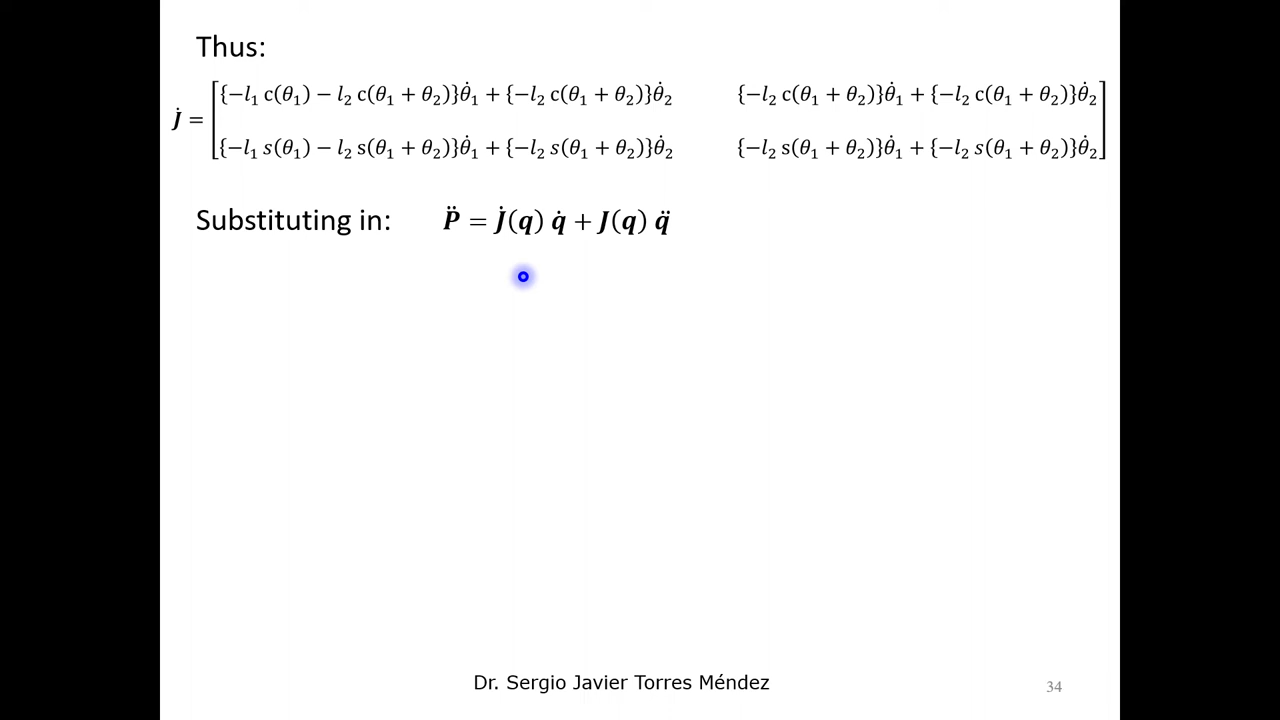 Thus:
J̇ = [{−l₁ c(θ₁) − l₂ c(θ₁ + θ₂)}θ̇₁ + {−l₂ c(θ₁ + θ₂)}θ̇₂ {−l₂ c(θ₁ + θ₂)}θ̇₁ + {−l₂ c(θ₁ + θ₂)}θ̇₂
{−l₁ s(θ₁) − l₂ s(θ₁ + θ₂)}θ̇₁ + {−l₂ s(θ₁ + θ₂)}θ̇₂ {−l₂ s(θ₁ + θ₂)}θ̇₁ + {−l₂ s(θ₁ + θ₂)}θ̇₂]
Substituting in: P̈ = J̇(q) q̇ + J(q) q̈
Dr. Sergio Javier Torres Méndez
34